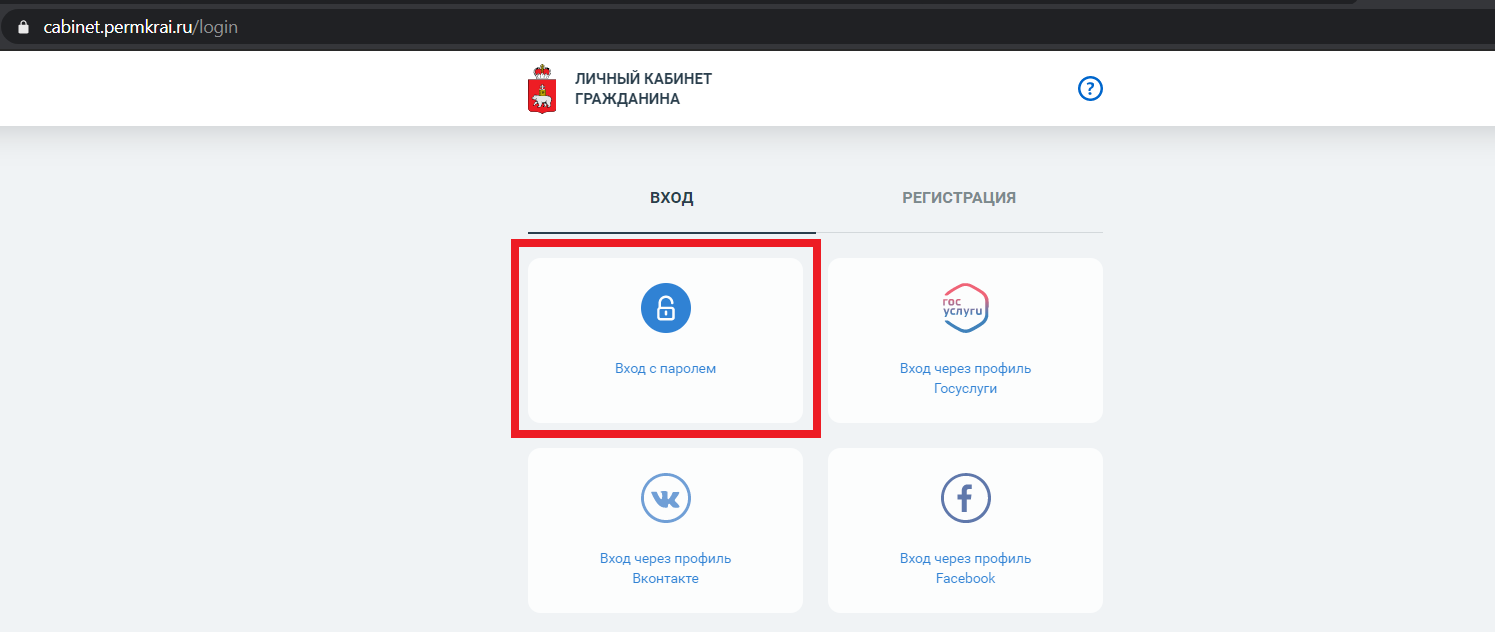 cabinet.permkrai.ru/login
ЛИЧНЫЙ КАБИНЕТ
ГРАЖДАНИНА
?
ВХОД
РЕГИСТРАЦИЯ
Вход с паролем
гос
услуги
Вход через профиль
Госуслуги
Вход через профиль
Вконтакте
f
Вход через профиль
Facebook